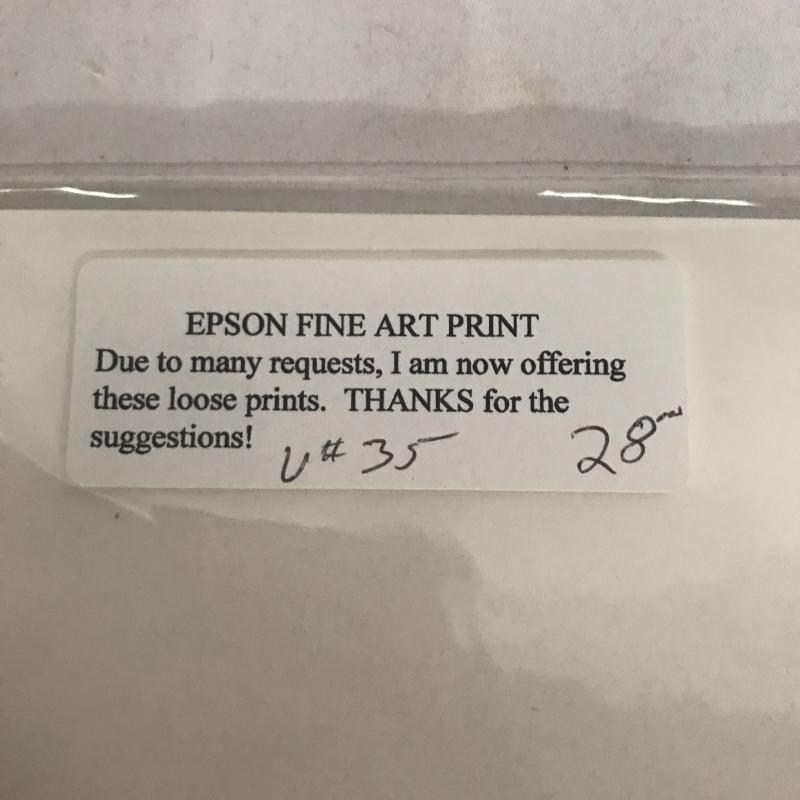 EPSON FINE ART PRINT
Due to many requests, I am now offering
these loose prints. THANKS for the
suggestions!
# 35 28